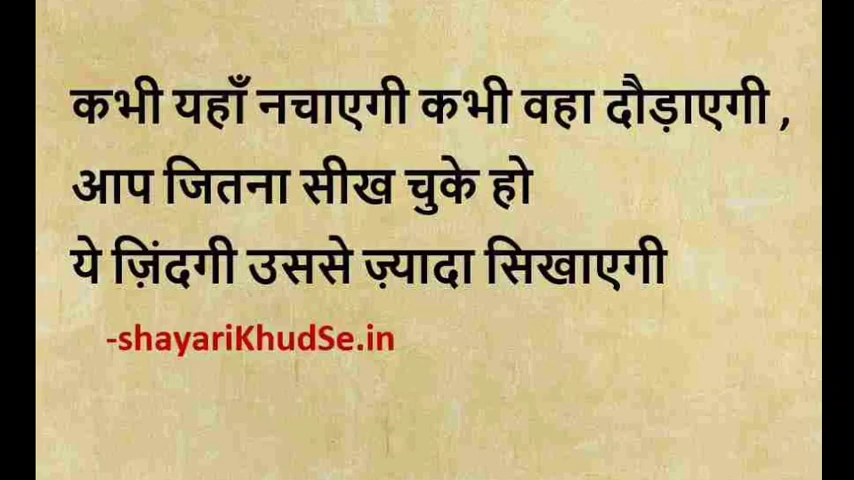 कभी यहाँ नचाएगी कभी वहा दौड़ाएगी ,
आप जितना सीख चुके हो
ये ज़िंदगी उससे ज़्यादा सिखाएगी
-shayariKhudSe.in